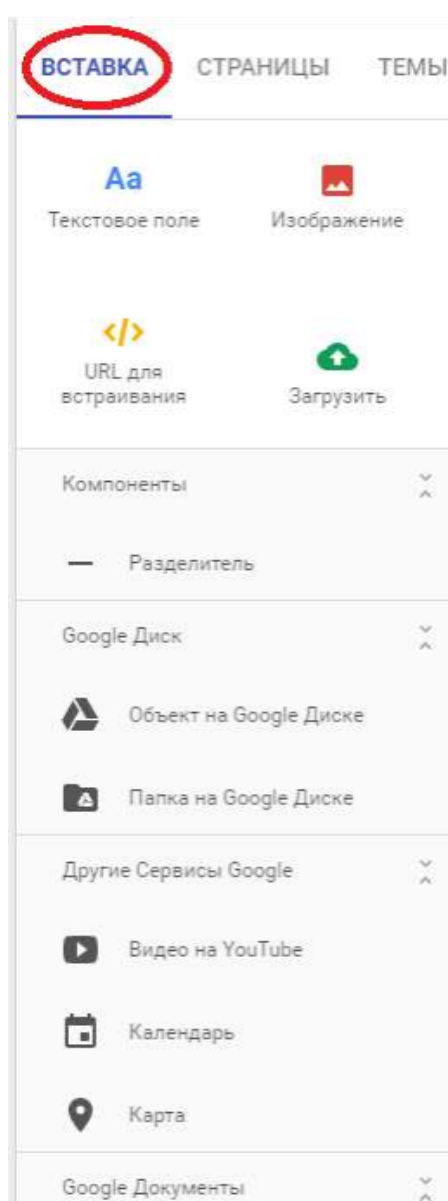 ВСТАВКА СТРАНИЦЫ ТЕМЫ
Aa
Текстовое поле Изображение
</>
URL для
встраивания Загрузить
Компоненты
Разделитель
Google Диск
Объект на Google Диске
Папка на Google Диске
Другие Сервисы Google
Видео на YouTube
Календарь
Карта
Google Документы